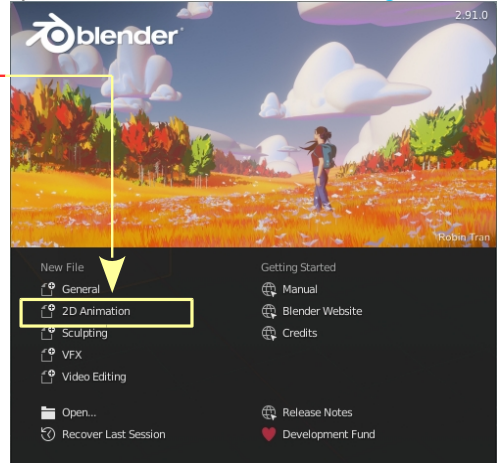 2.91.0
blender
Robin Tran
New File
General
2D Animation
Sculpting
VFX
Video Editing
Getting Started
Manual
Blender Website
Credits
Open...
Recover Last Session
Release Notes
Development Fund